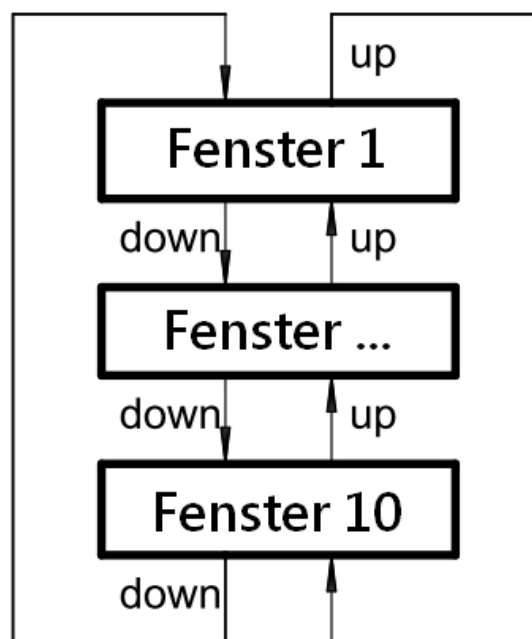 up
Fenster 1
down up
Fenster ...
down up
Fenster 10
down